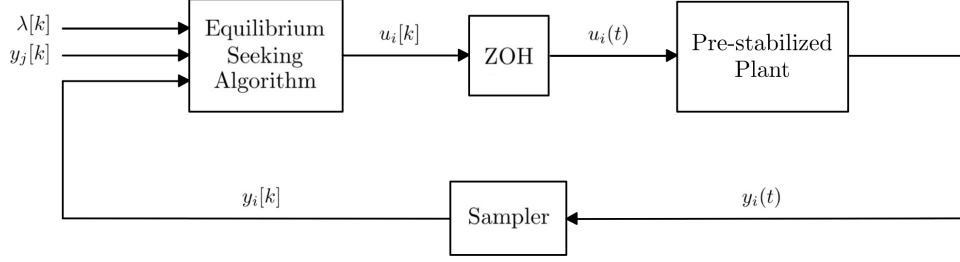 λ[k]
y_j[k]
Equilibrium
Seeking
Algorithm
u_i[k]
ZOH
u_i(t)
Pre-stabilized
Plant
y_i[k]
Sampler
y_i(t)